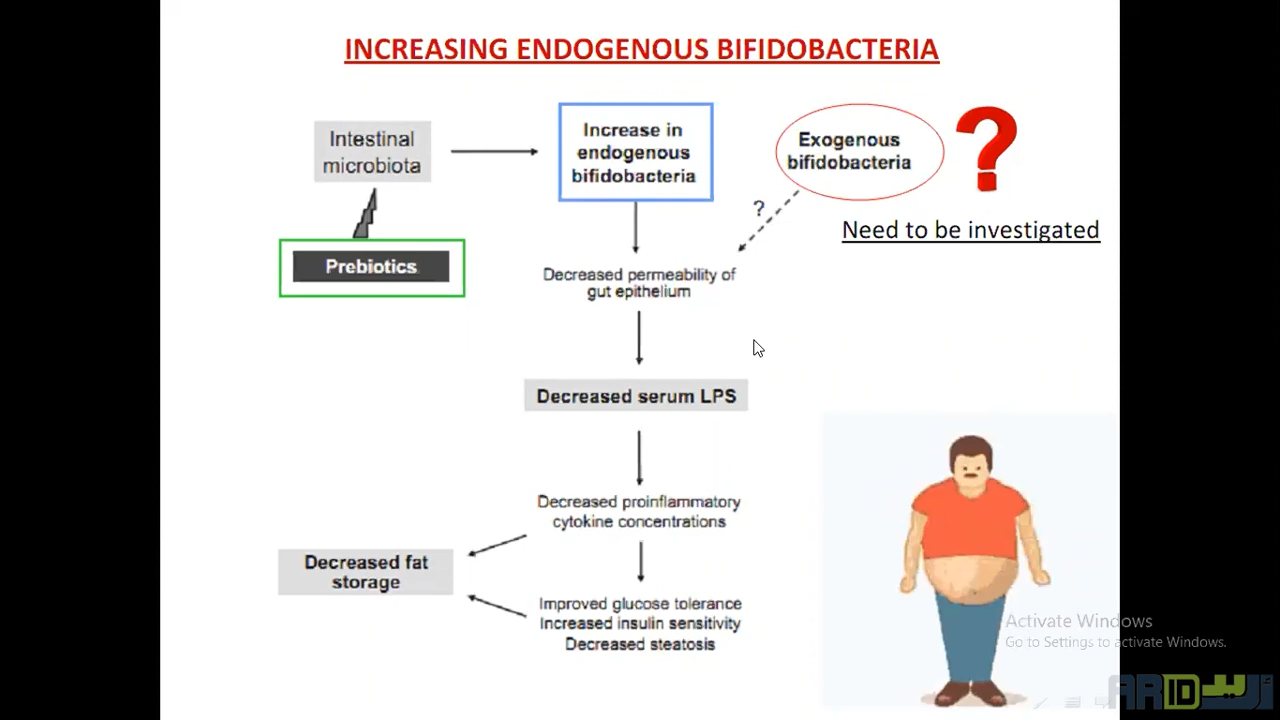 INCREASING ENDOGENOUS BIFIDOBACTERIA
Intestinal
microbiota
Increase in
endogenous
bifidobacteria
Exogenous
bifidobacteria
?
?
Need to be investigated
Prebiotics
Decreased permeability of
gut epithelium
Decreased serum LPS
Decreased proinflammatory
cytokine concentrations
Decreased fat
storage
Improved glucose tolerance
Increased insulin sensitivity
Decreased steatosis
Activate Windows
Go to Settings to activate Windows.
ARID أريد